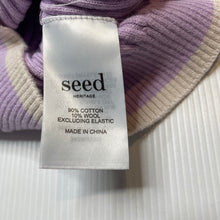 seed
HERITAGE
90% COTTON
10% WOOL
EXCLUDING ELASTIC
MADE IN CHINA